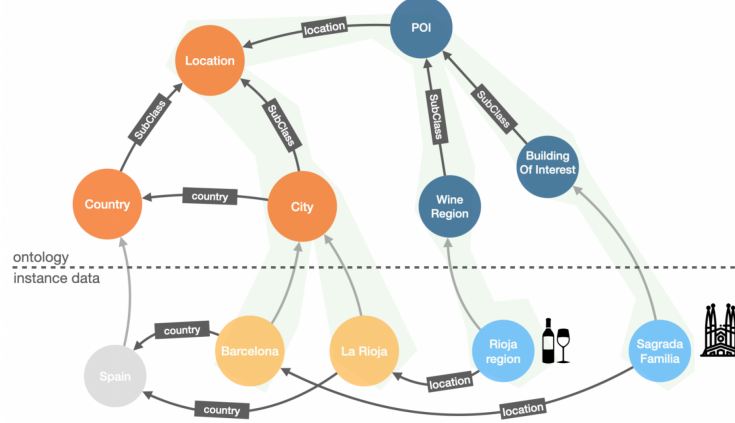 POI
location
Location
SubClass
SubClass
SubClass
SubClass
Building
Of Interest
Country
country
City
Wine
Region
ontology
instance data
country
Barcelona
La Rioja
Rioja
region
Sagrada
Familia
Spain
location
country
location